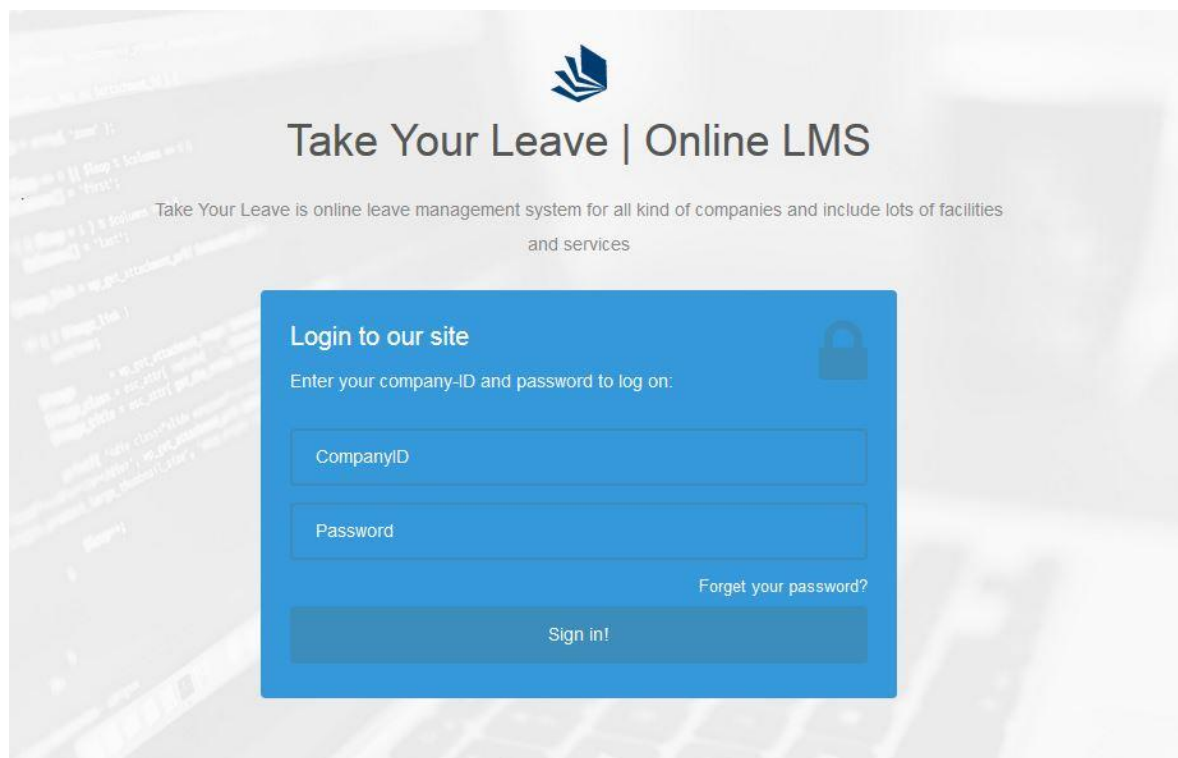 Take Your Leave | Online LMS
Take Your Leave is online leave management system for all kind of companies and include lots of facilities
and services
Login to our site
Enter your company-ID and password to log on:
CompanyID
Password
Forget your password?
Sign in!